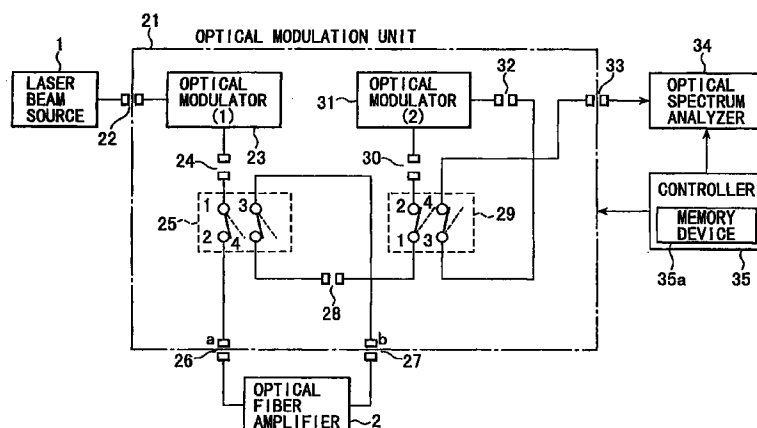 21
OPTICAL MODULATION UNIT
1
LASER
BEAM
SOURCE
22
OPTICAL
MODULATOR
(1)
23
24
31
OPTICAL
MODULATOR
(2)
32
33
34
OPTICAL
SPECTRUM
ANALYZER
30
25
1
3
2
4
2
4
1
3
29
28
CONTROLLER
MEMORY
DEVICE
35a
35
a
b
26
27
OPTICAL
FIBER
AMPLIFIER
2